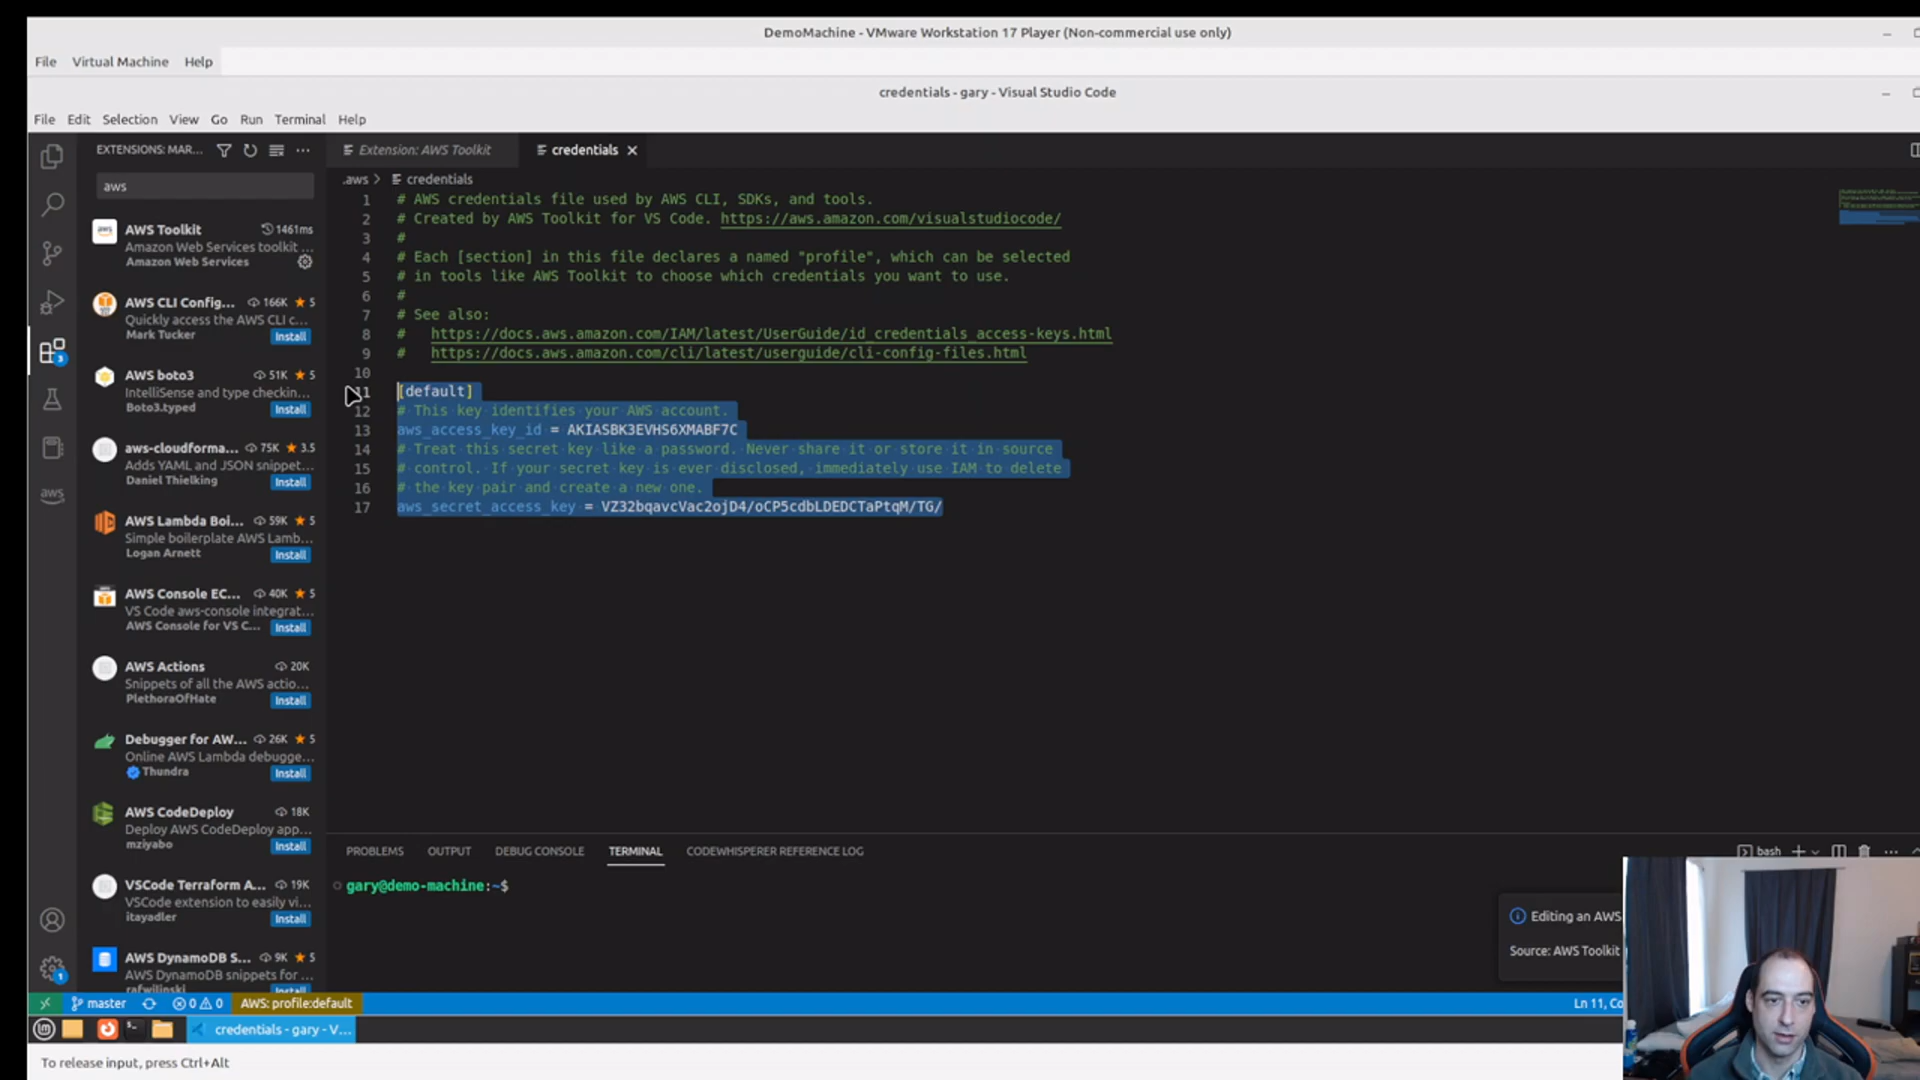 DemoMachine - VMware Workstation 17 Player (Non-commercial use only)
File Virtual Machine Help
credentials - gary - Visual Studio Code
File Edit Selection View Go Run Terminal Help
EXTENSIONS: MAR...
aws
AWS Toolkit 1461ms
Amazon Web Services toolkit ...
Amazon Web Services
AWS CLI Config... 166K 5
Quickly access the AWS CLI c...
Mark Tucker Install
AWS boto3 51K 5
IntelliSense and type checkin...
Boto3.typed Install
aws-cloudforma... 75K 3.5
Adds YAML and JSON snippet...
Daniel Thielking Install
AWS Lambda Boi... 59K 5
Simple boilerplate AWS Lamb...
Logan Arnett Install
AWS Console EC... 40K 5
VS Code aws-console integrat...
AWS Console for VS C... Install
AWS Actions 20K
Snippets of all the AWS actio...
PlethoraOfHate Install
Debugger for AW... 26K 5
Online AWS Lambda debugge...
Thundra Install
AWS CodeDeploy 18K
Deploy AWS CodeDeploy app...
mziyabo Install
VSCode Terraform A... 19K
VSCode extension to easily vi...
itayadler Install
AWS DynamoDB S... 9K 5
AWS DynamoDB snippets for ...
rafwilinski Install
3
aws
1
Extension: AWS Toolkit credentials
.aws > credentials
1 # AWS credentials file used by AWS CLI, SDKs, and tools.
2 # Created by AWS Toolkit for VS Code. https://aws.amazon.com/visualstudiocode/
3 #
4 # Each [section] in this file declares a named "profile", which can be selected
5 # in tools like AWS Toolkit to choose which credentials you want to use.
6 #
7 # See also:
8 # https://docs.aws.amazon.com/IAM/latest/UserGuide/id_credentials_access-keys.html
9 # https://docs.aws.amazon.com/cli/latest/userguide/cli-config-files.html
10
11 [default]
12 # This key identifies your AWS account.
13 aws_access_key_id = AKIASBK3EVHS6XMABF7C
14 # Treat this secret key like a password. Never share it or store it in source
15 # control. If your secret key is ever disclosed, immediately use IAM to delete
16 # the key pair and create a new one.
17 aws_secret_access_key = VZ32bqavcVac2ojD4/oCP5cdbLDEDCTaPtqM/TG/
PROBLEMS OUTPUT DEBUG CONSOLE TERMINAL CODEWHISPERER REFERENCE LOG
bash
gary@demo-machine:~$
Editing an AWS
Source: AWS Toolkit
master 0 0 AWS: profile:default
Ln 11, Co
credentials - gary - V...
To release input, press Ctrl+Alt